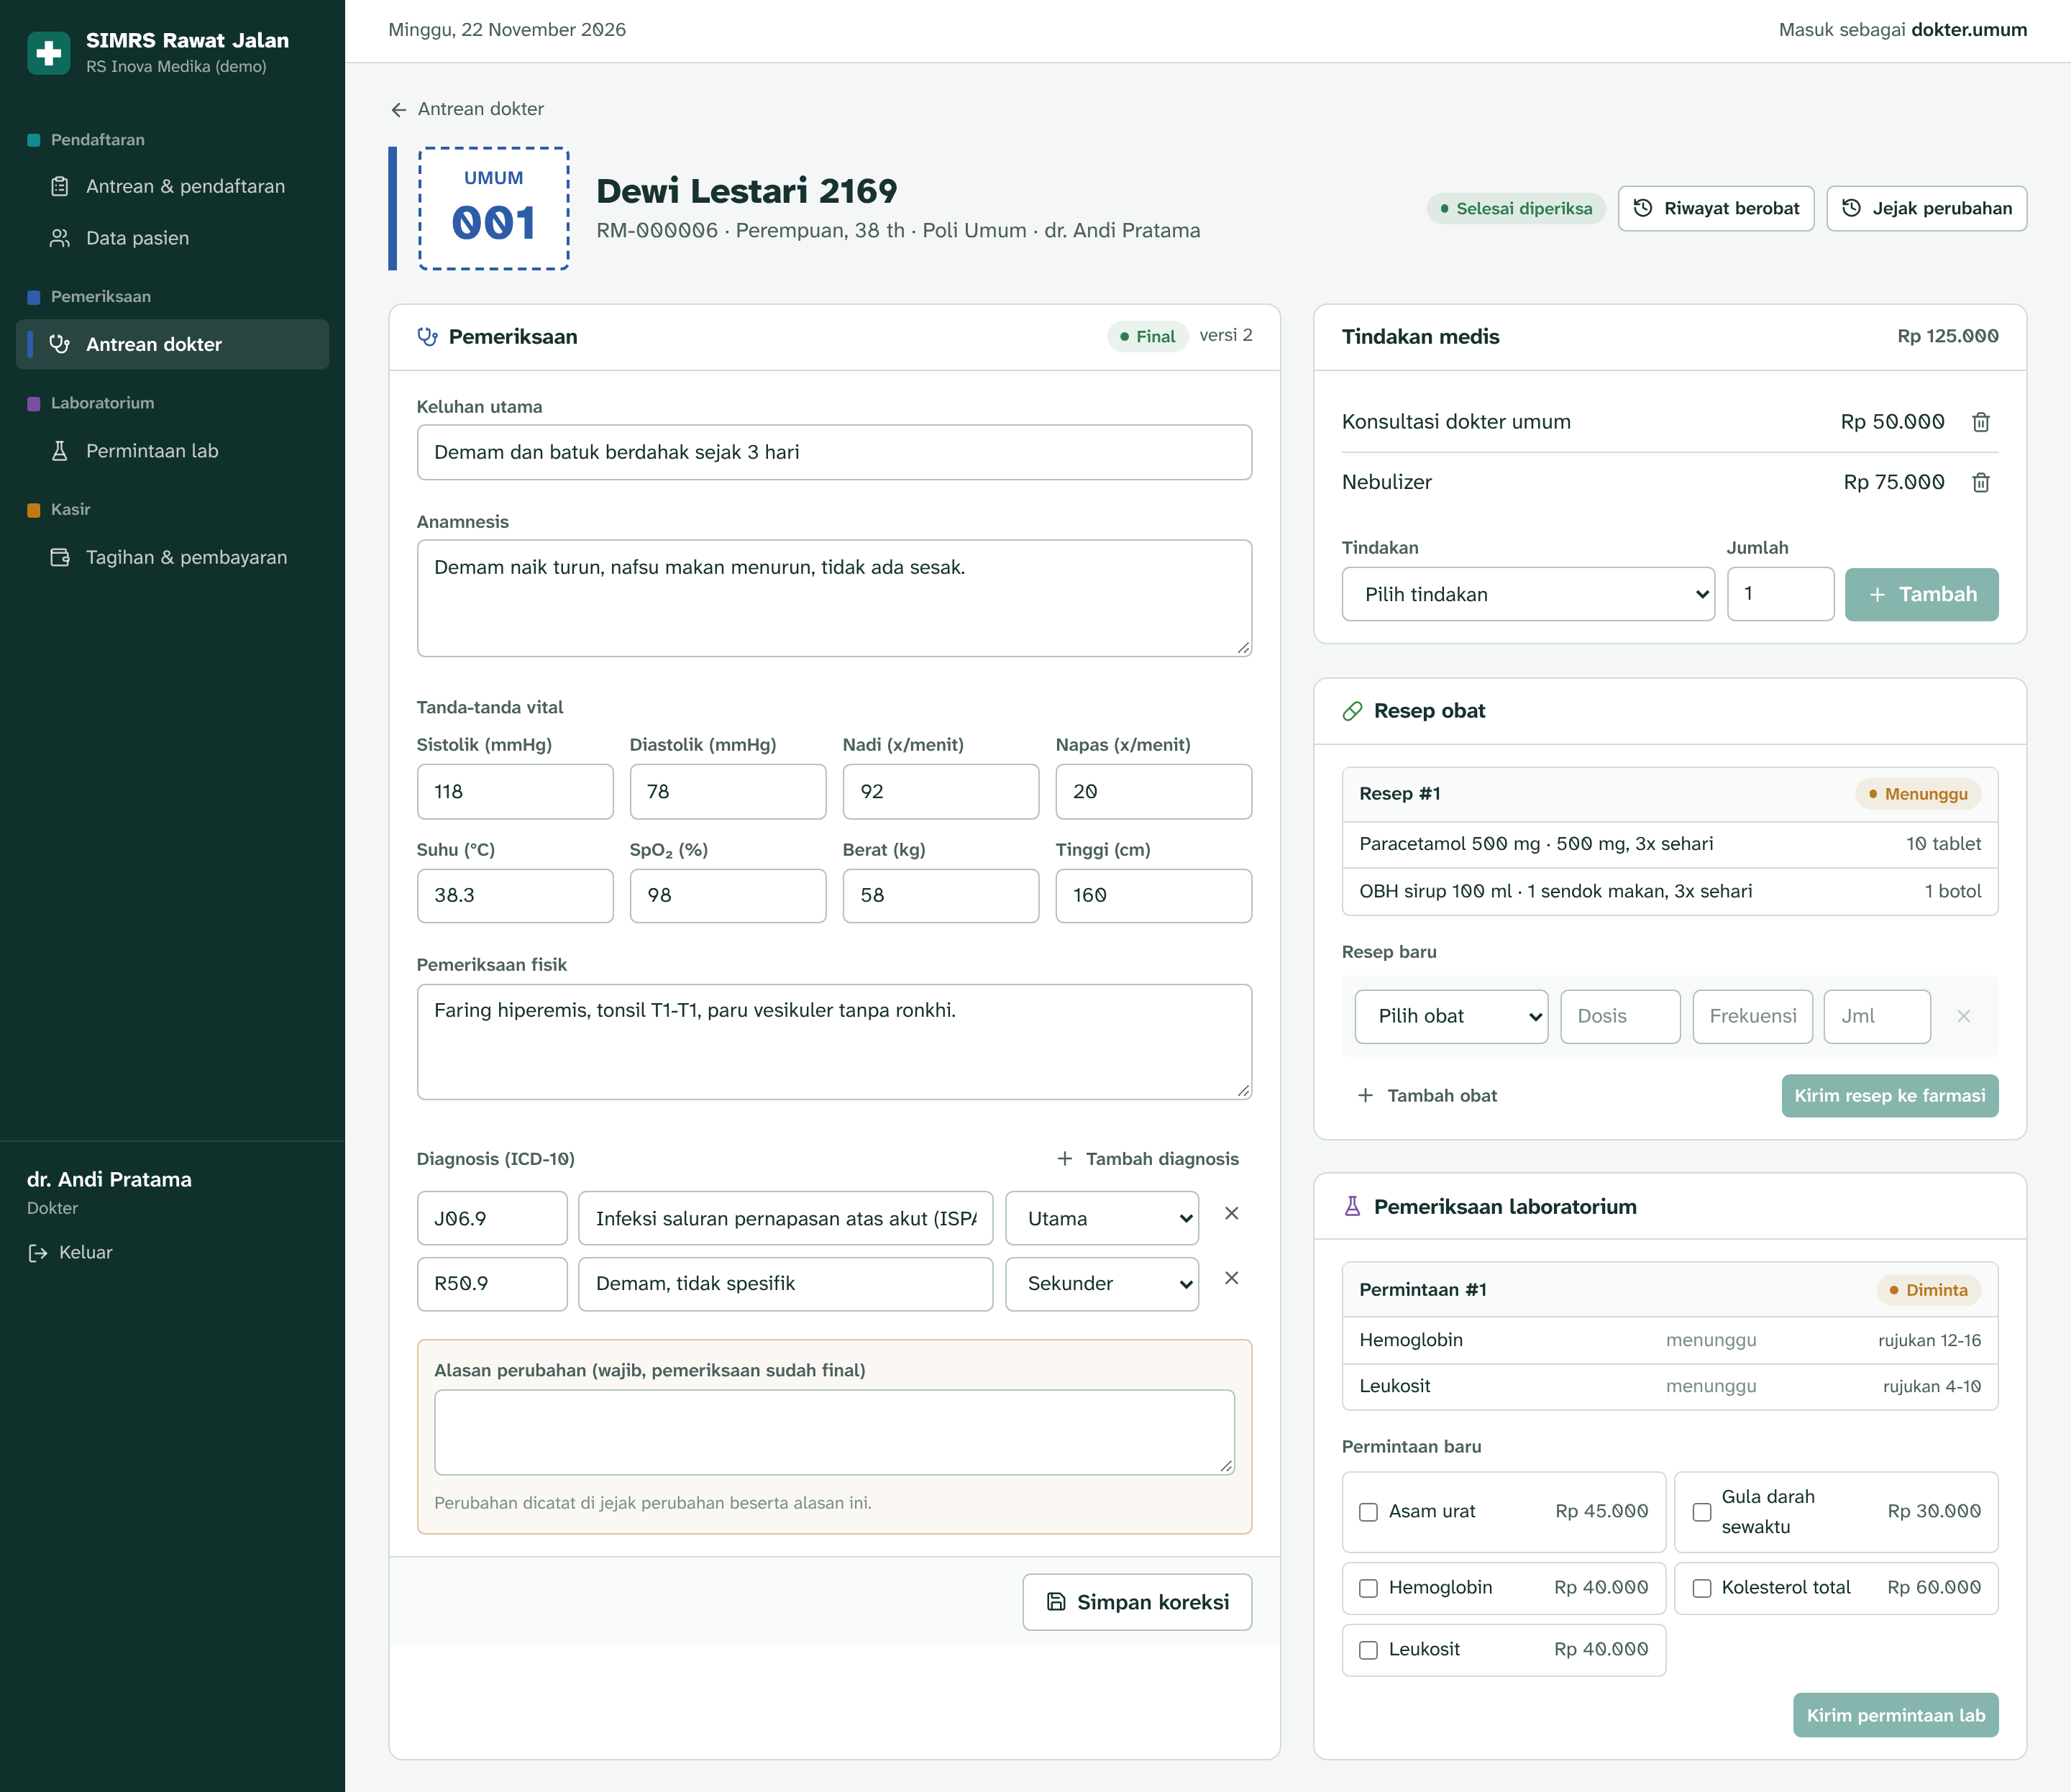 SIMRS Rawat Jalan
RS Inova Medika (demo)
Pendaftaran
Antrean & pendaftaran
Data pasien
Pemeriksaan
Antrean dokter
Laboratorium
Permintaan lab
Kasir
Tagihan & pembayaran
dr. Andi Pratama
Dokter
Keluar
Minggu, 22 November 2026
Masuk sebagai dokter.umum
Antrean dokter
UMUM
001
Dewi Lestari 2169
RM-000006 · Perempuan, 38 th · Poli Umum · dr. Andi Pratama
Selesai diperiksa
Riwayat berobat
Jejak perubahan
Pemeriksaan
Final
versi 2
Keluhan utama
Demam dan batuk berdahak sejak 3 hari
Anamnesis
Demam naik turun, nafsu makan menurun, tidak ada sesak.
Tanda-tanda vital
Sistolik (mmHg) Diastolik (mmHg) Nadi (x/menit) Napas (x/menit)
118 78 92 20
Suhu (°C) SpO₂ (%) Berat (kg) Tinggi (cm)
38.3 98 58 160
Pemeriksaan fisik
Faring hiperemis, tonsil T1-T1, paru vesikuler tanpa ronkhi.
Diagnosis (ICD-10)
Tambah diagnosis
J06.9 Infeksi saluran pernapasan atas akut (ISPA Utama
R50.9 Demam, tidak spesifik Sekunder
Alasan perubahan (wajib, pemeriksaan sudah final)
Perubahan dicatat di jejak perubahan beserta alasan ini.
Simpan koreksi
Tindakan medis Rp 125.000
Konsultasi dokter umum Rp 50.000
Nebulizer Rp 75.000
Tindakan Jumlah
Pilih tindakan 1 Tambah
Resep obat
Resep #1 Menunggu
Paracetamol 500 mg · 500 mg, 3x sehari 10 tablet
OBH sirup 100 ml · 1 sendok makan, 3x sehari 1 botol
Resep baru
Pilih obat Dosis Frekuensi Jml
Tambah obat
Kirim resep ke farmasi
Pemeriksaan laboratorium
Permintaan #1 Diminta
Hemoglobin menunggu rujukan 12-16
Leukosit menunggu rujukan 4-10
Permintaan baru
Asam urat Rp 45.000
Gula darah sewaktu Rp 30.000
Hemoglobin Rp 40.000
Kolesterol total Rp 60.000
Leukosit Rp 40.000
Kirim permintaan lab